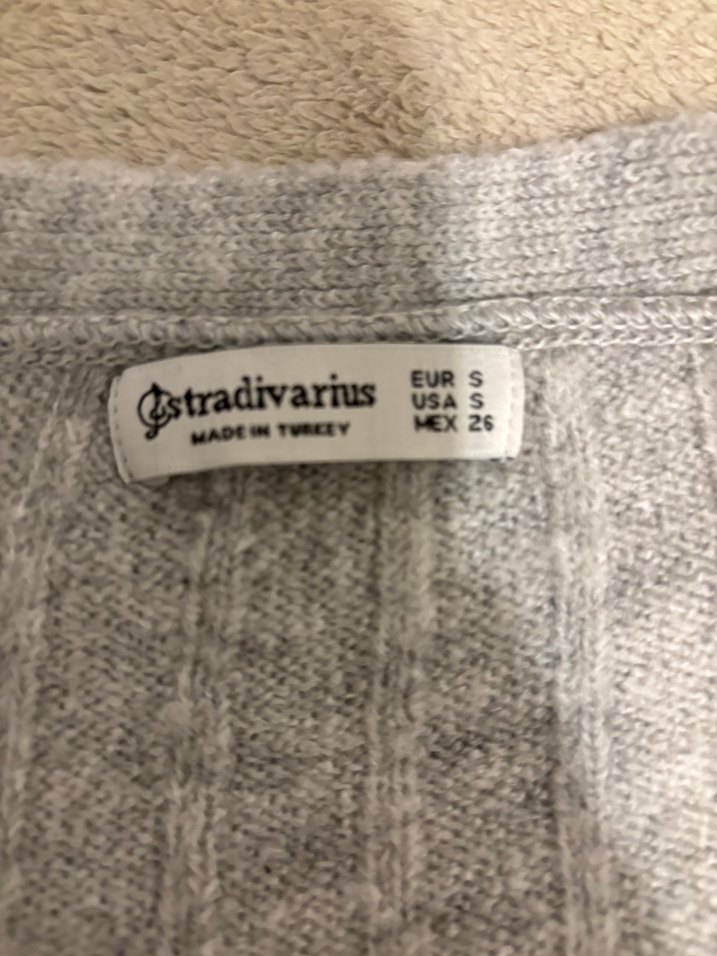 stradivarius
MADE IN TURKEY
EUR S
USA S
MEX 26